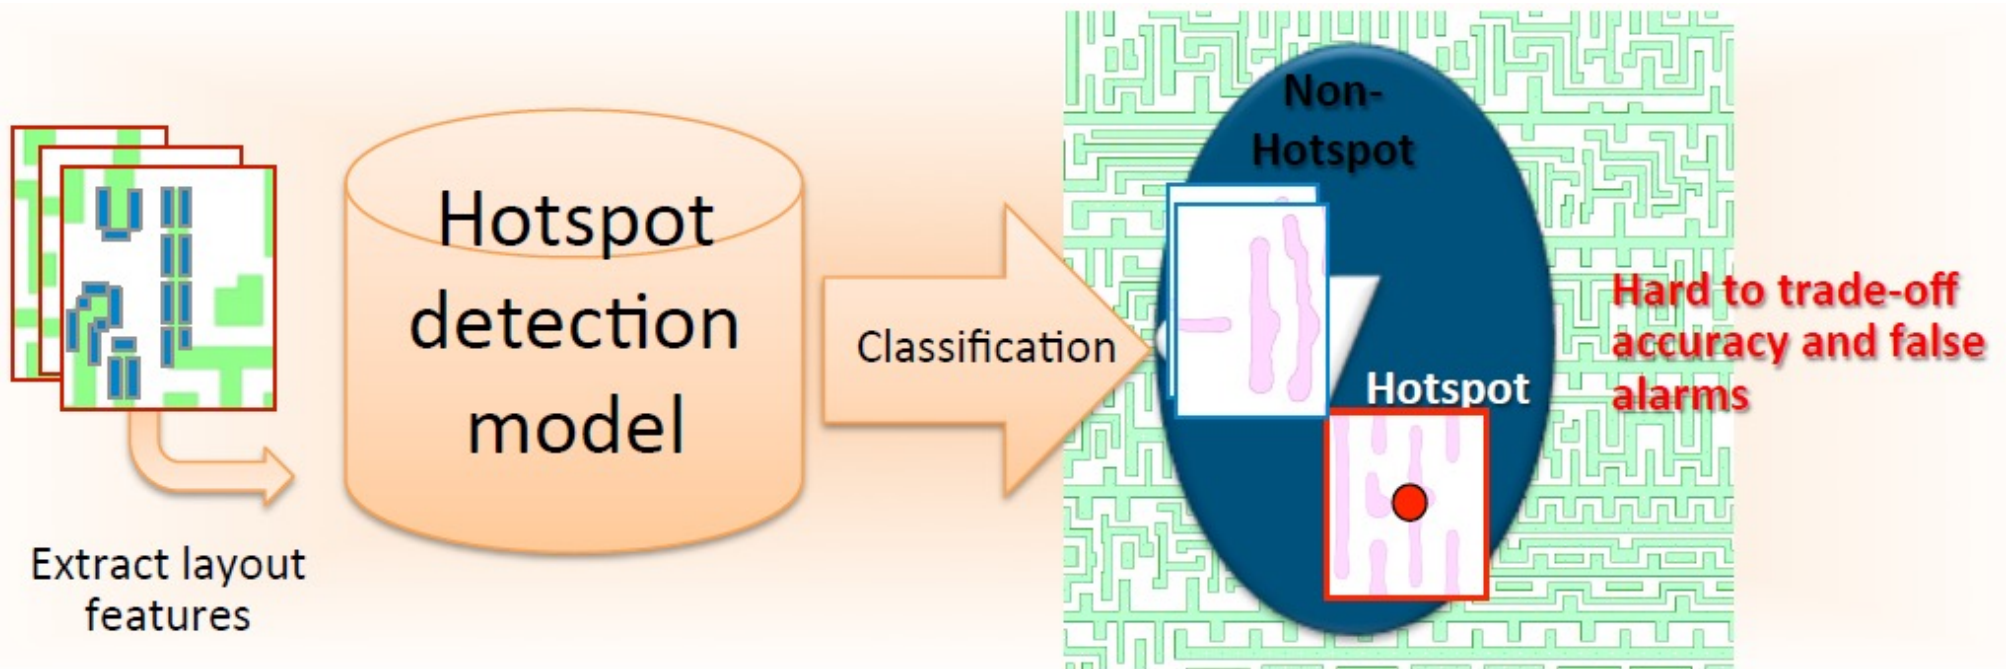 Extract layout
features
Hotspot
detection
model
Classification
Non-
Hotspot
Hotspot
Hard to trade-off
accuracy and false
alarms